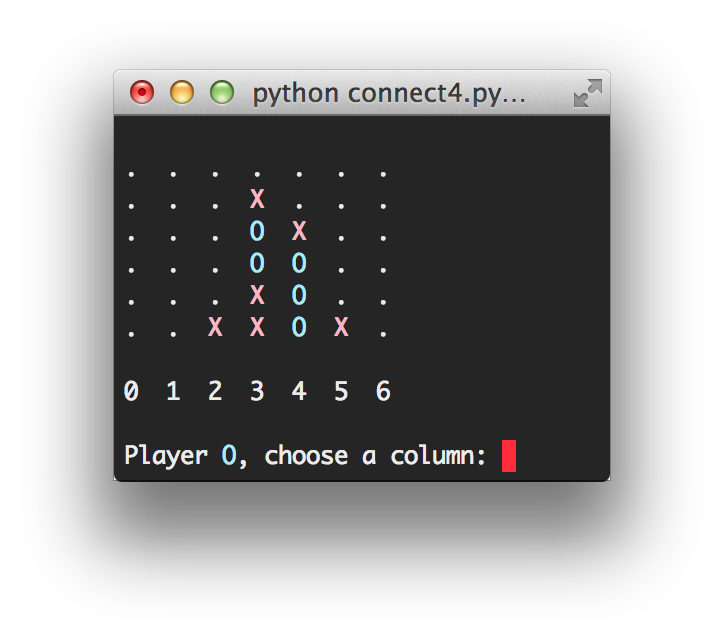 python connect4.py...
. . . . . . .
. . . X . . .
. . . O X . .
. . . O O . .
. . . X O . .
. . X X O X .
0 1 2 3 4 5 6
Player O, choose a column: